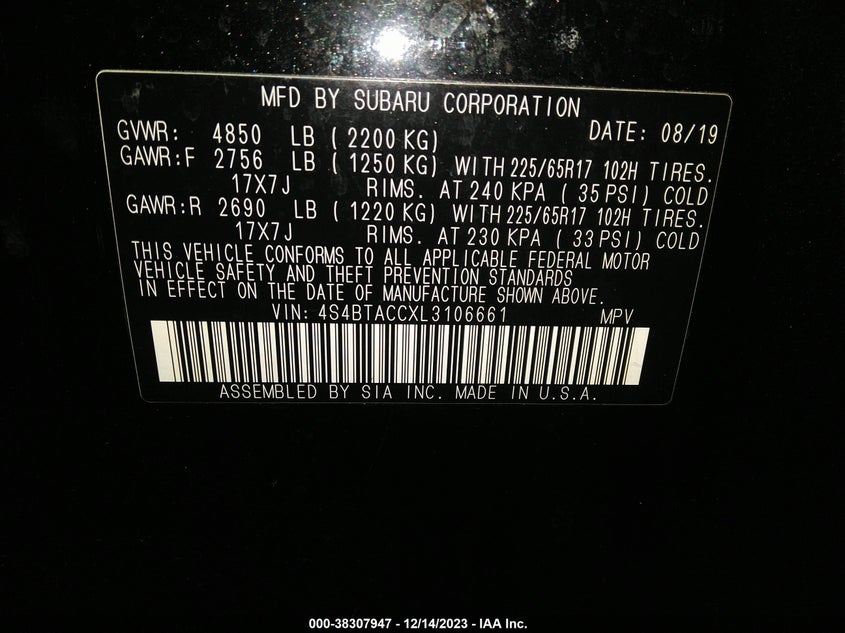 MFD BY SUBARU CORPORATION
GVWR: 4850 LB ( 2200 KG) DATE: 08/19
GAWR:F 2756 LB ( 1250 KG) WITH 225/65R17 102H TIRES.
17X7J RIMS. AT 240 KPA ( 35 PSI) COLD
GAWR:R 2690 LB ( 1220 KG) WITH 225/65R17 102H TIRES.
17X7J RIMS. AT 230 KPA ( 33 PSI) COLD
THIS VEHICLE CONFORMS TO ALL APPLICABLE FEDERAL MOTOR
VEHICLE SAFETY AND THEFT PREVENTION STANDARDS
IN EFFECT ON THE DATE OF MANUFACTURE SHOWN ABOVE.
VIN: 4S4BTACCXL3106661 MPV
ASSEMBLED BY SIA INC. MADE IN U.S.A.
000-38307947 - 12/14/2023 - IAA Inc.